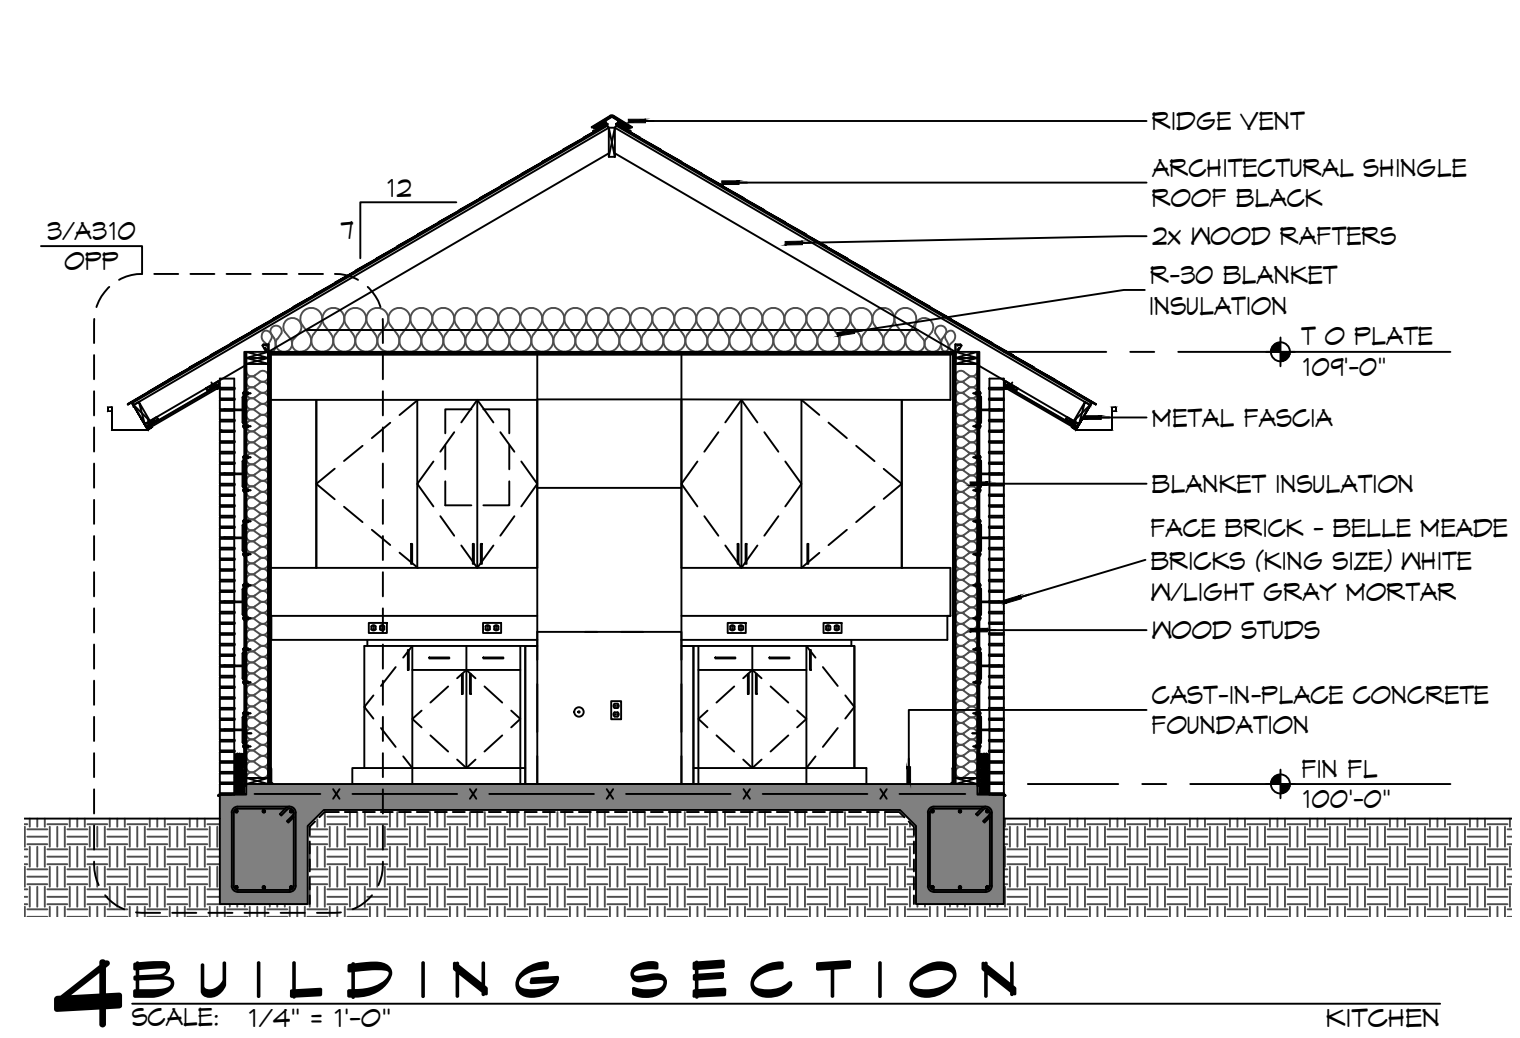 RIDGE VENT
ARCHITECTURAL SHINGLE
ROOF BLACK
12
7
3/A310
OPP
2x WOOD RAFTERS
R-30 BLANKET
INSULATION
T O PLATE
109'-0"
METAL FASCIA
BLANKET INSULATION
FACE BRICK - BELLE MEADE
BRICKS (KING SIZE) WHITE
W/LIGHT GRAY MORTAR
WOOD STUDS
CAST-IN-PLACE CONCRETE
FOUNDATION
FIN FL
100'-0"
4 BUILDING SECTION
SCALE: 1/4" = 1'-0"
KITCHEN